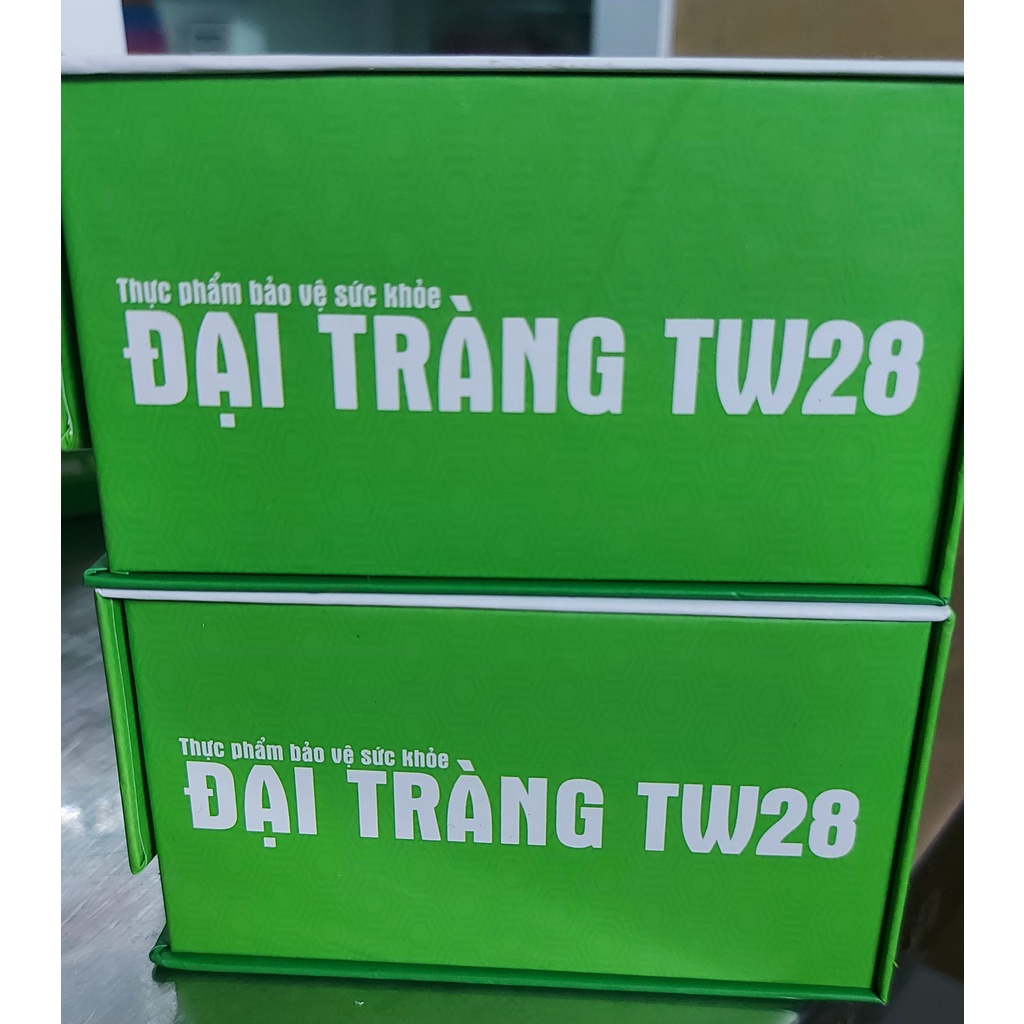 Thực phẩm bảo vệ sức khỏe
ĐẠI TRÀNG TW28
Thực phẩm bảo vệ sức khỏe
ĐẠI TRÀNG TW28